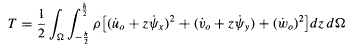 $T = \frac{1}{2} \int_{\Omega} \int_{-\frac{h}{2}}^{\frac{h}{2}} \rho \left[ (\dot{u}_o + z\dot{\psi}_x)^2 + (\dot{v}_o + z\dot{\psi}_y)^2 + (\dot{w}_o)^2 \right] dz\, d\Omega$